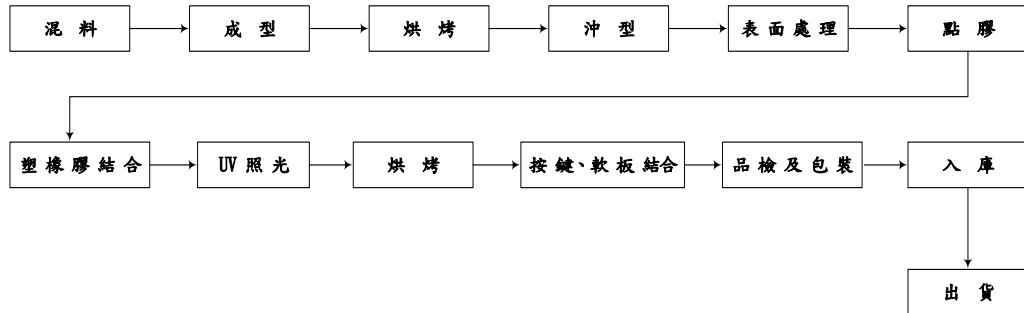 混料
成型
烘烤
沖型
表面處理
點膠
塑橡膠結合
UV照光
烘烤
按鍵、軟板結合
品檢及包裝
入庫
出貨